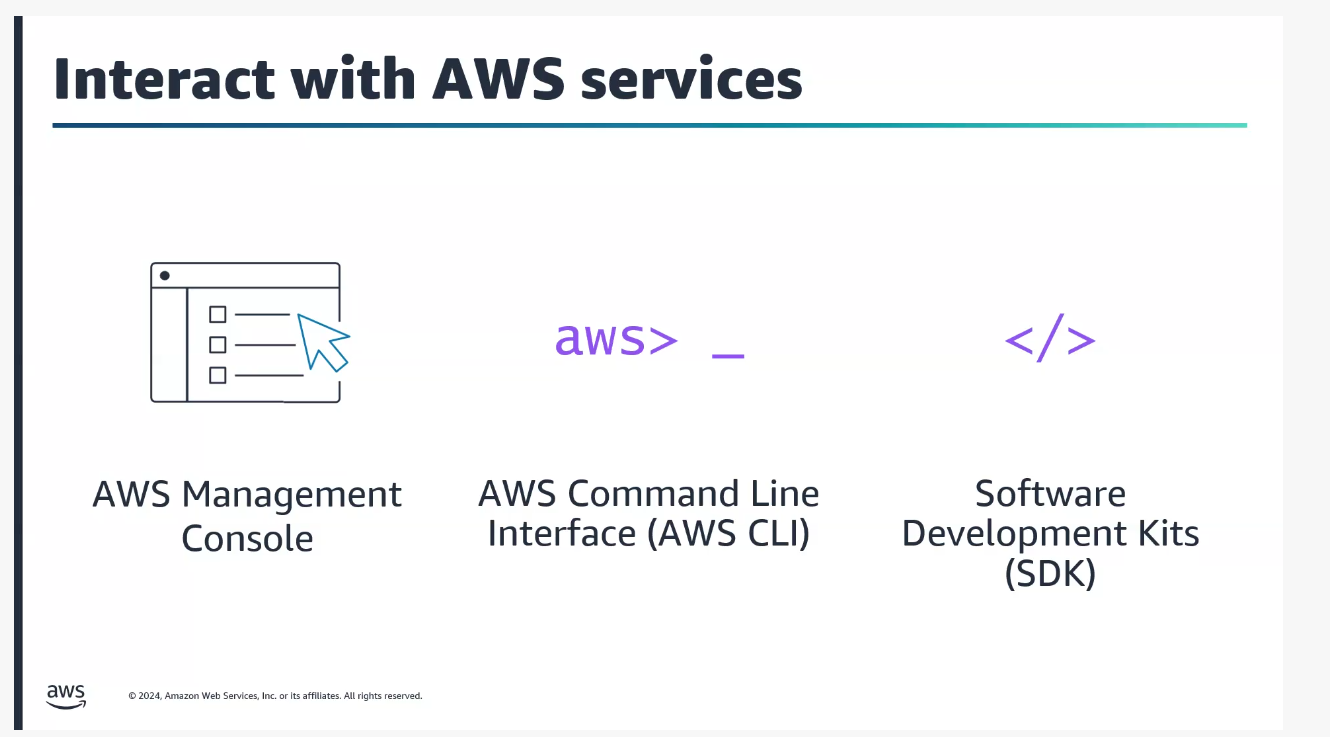 Interact with AWS services
aws> _
</>
AWS Management
Console
AWS Command Line
Interface (AWS CLI)
Software
Development Kits
(SDK)
aws
© 2024, Amazon Web Services, Inc. or its affiliates. All rights reserved.